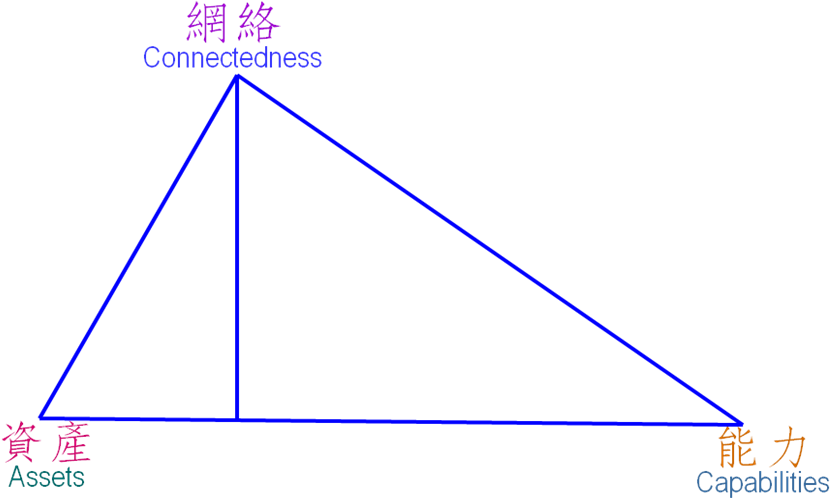 網絡
Connectedness
資產
Assets
能力
Capabilities